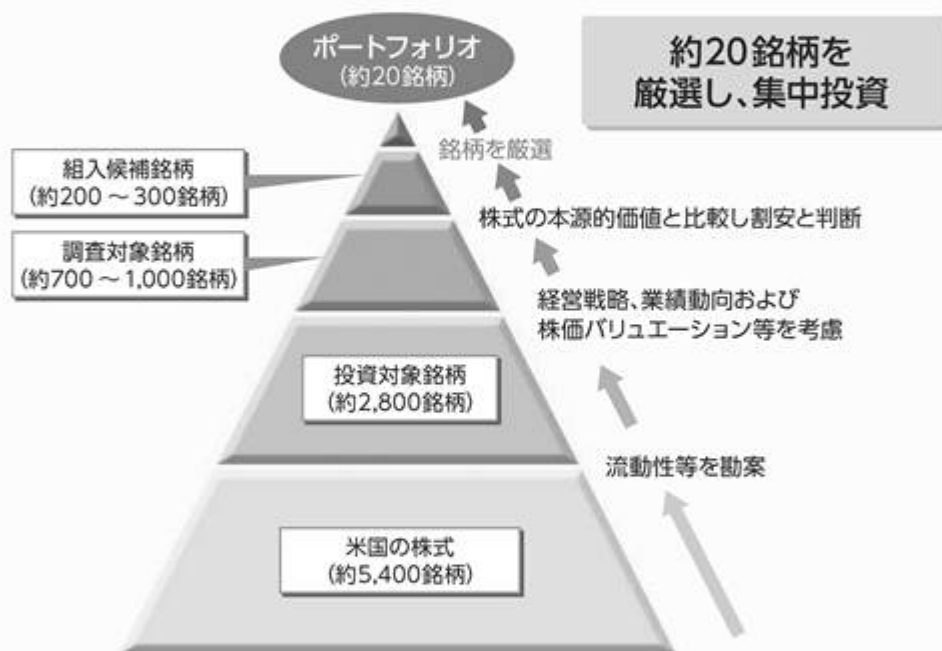 ポートフォリオ
(約20銘柄)
約20銘柄を
厳選し、集中投資
銘柄を厳選
組入候補銘柄
(約200 ～ 300銘柄)
株式の本源的価値と比較し割安と判断
調査対象銘柄
(約700 ～ 1,000銘柄)
経営戦略、業績動向および
株価バリュエーション等を考慮
投資対象銘柄
(約2,800銘柄)
流動性等を勘案
米国の株式
(約5,400銘柄)